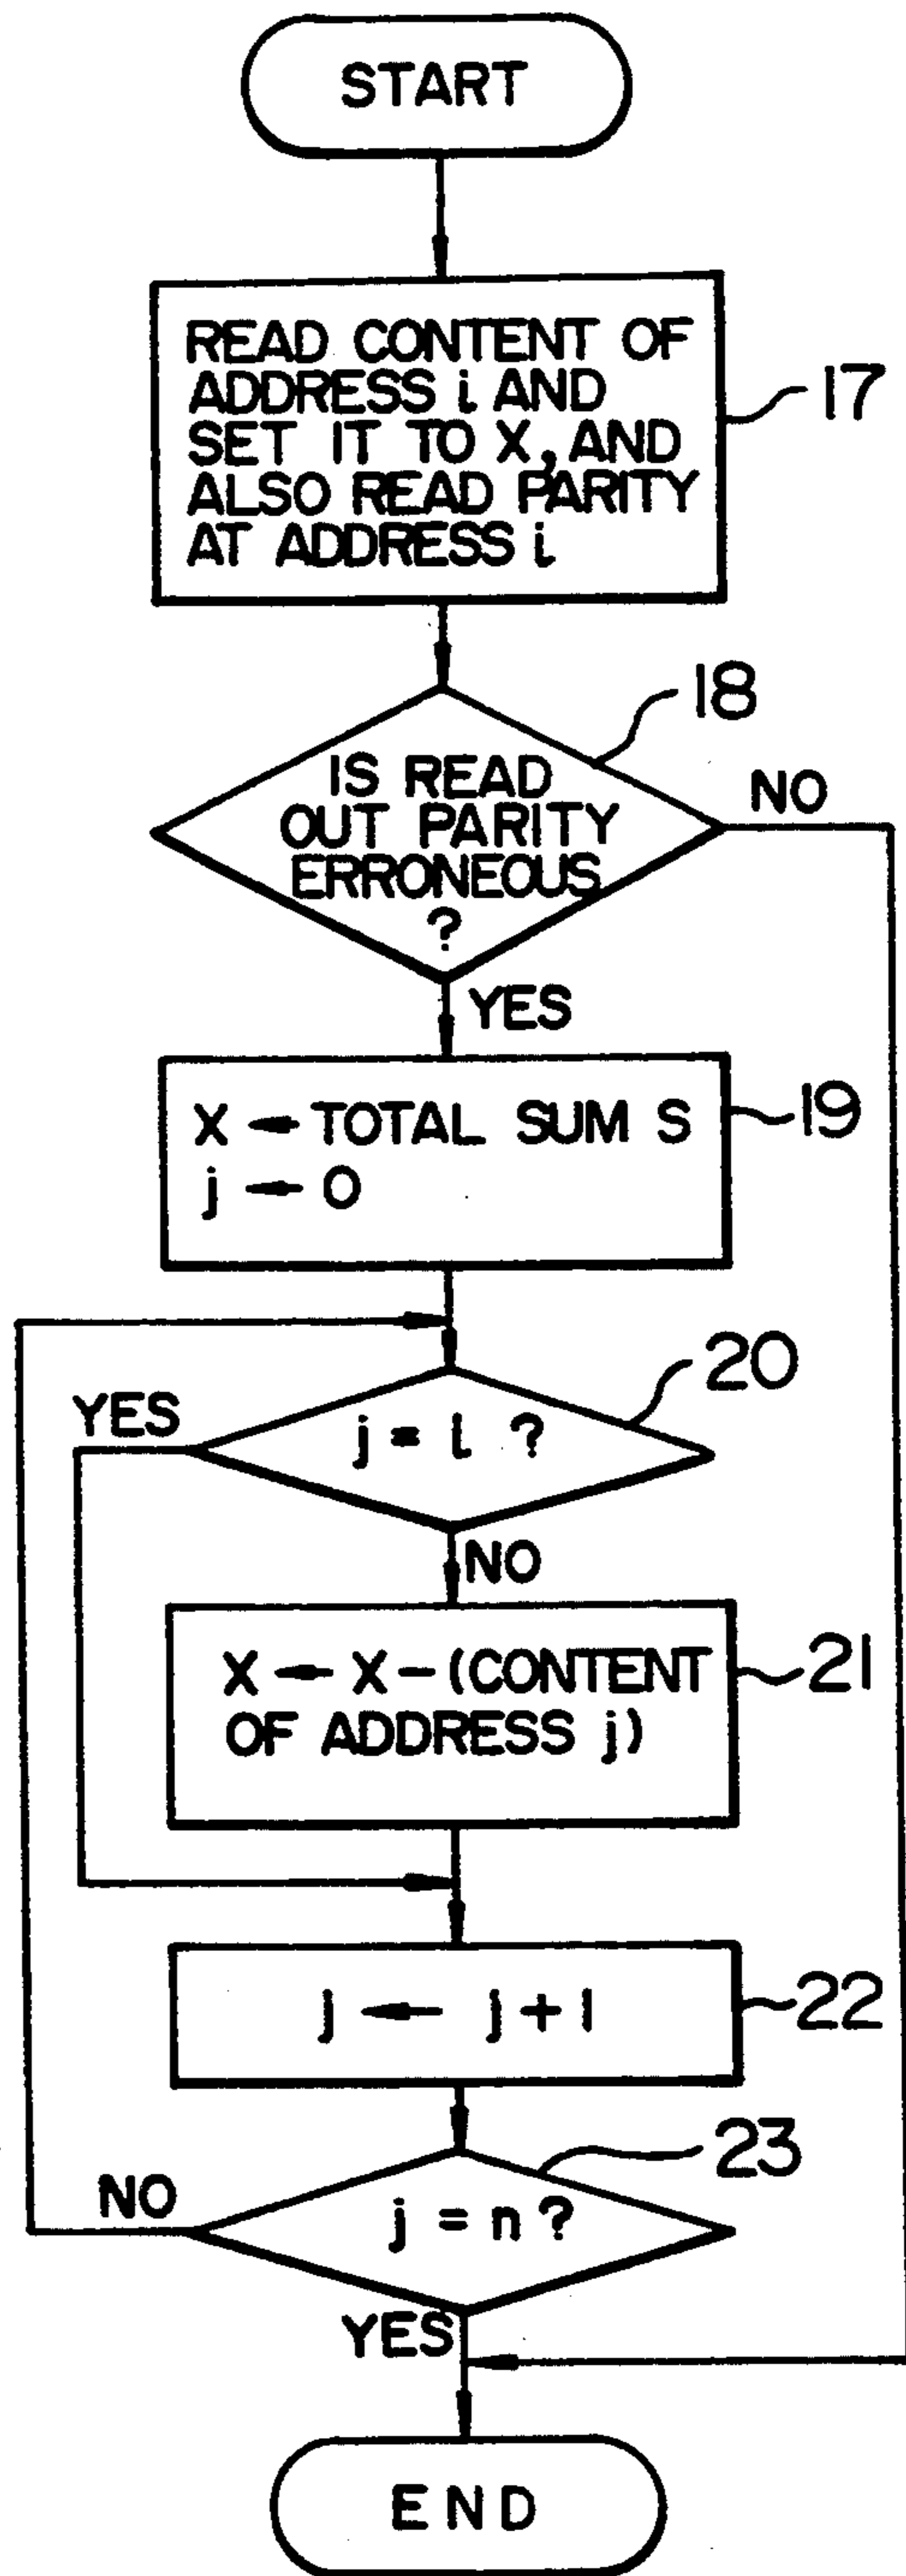 START
READ CONTENT OF
ADDRESS i AND
SET IT TO X, AND
ALSO READ PARITY
AT ADDRESS i
17
18
IS READ
OUT PARITY
ERRONEOUS
?
NO
YES
X ← TOTAL SUM S
j ← 0
19
20
YES
j = i ?
NO
X ← X – (CONTENT
OF ADDRESS j)
21
j ← j + 1
22
23
NO
j = n ?
YES
END